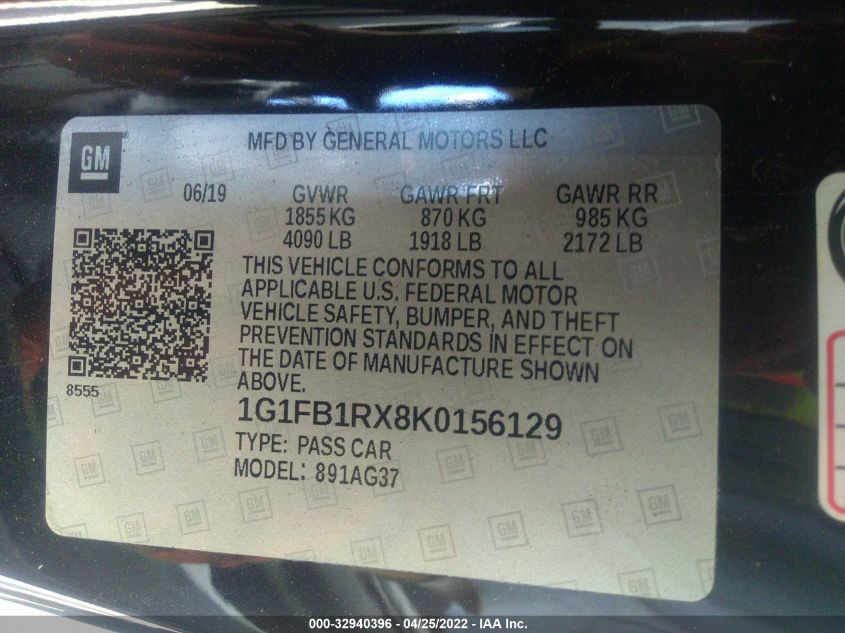 GM
MFD BY GENERAL MOTORS LLC
06/19 GVWR GAWR FRT GAWR RR
1855 KG 870 KG 985 KG
4090 LB 1918 LB 2172 LB
THIS VEHICLE CONFORMS TO ALL
APPLICABLE U.S. FEDERAL MOTOR
VEHICLE SAFETY, BUMPER, AND THEFT
PREVENTION STANDARDS IN EFFECT ON
THE DATE OF MANUFACTURE SHOWN
ABOVE.
8555
1G1FB1RX8K0156129
TYPE: PASS CAR
MODEL: 891AG37
000-32940396 - 04/25/2022 - IAA Inc.